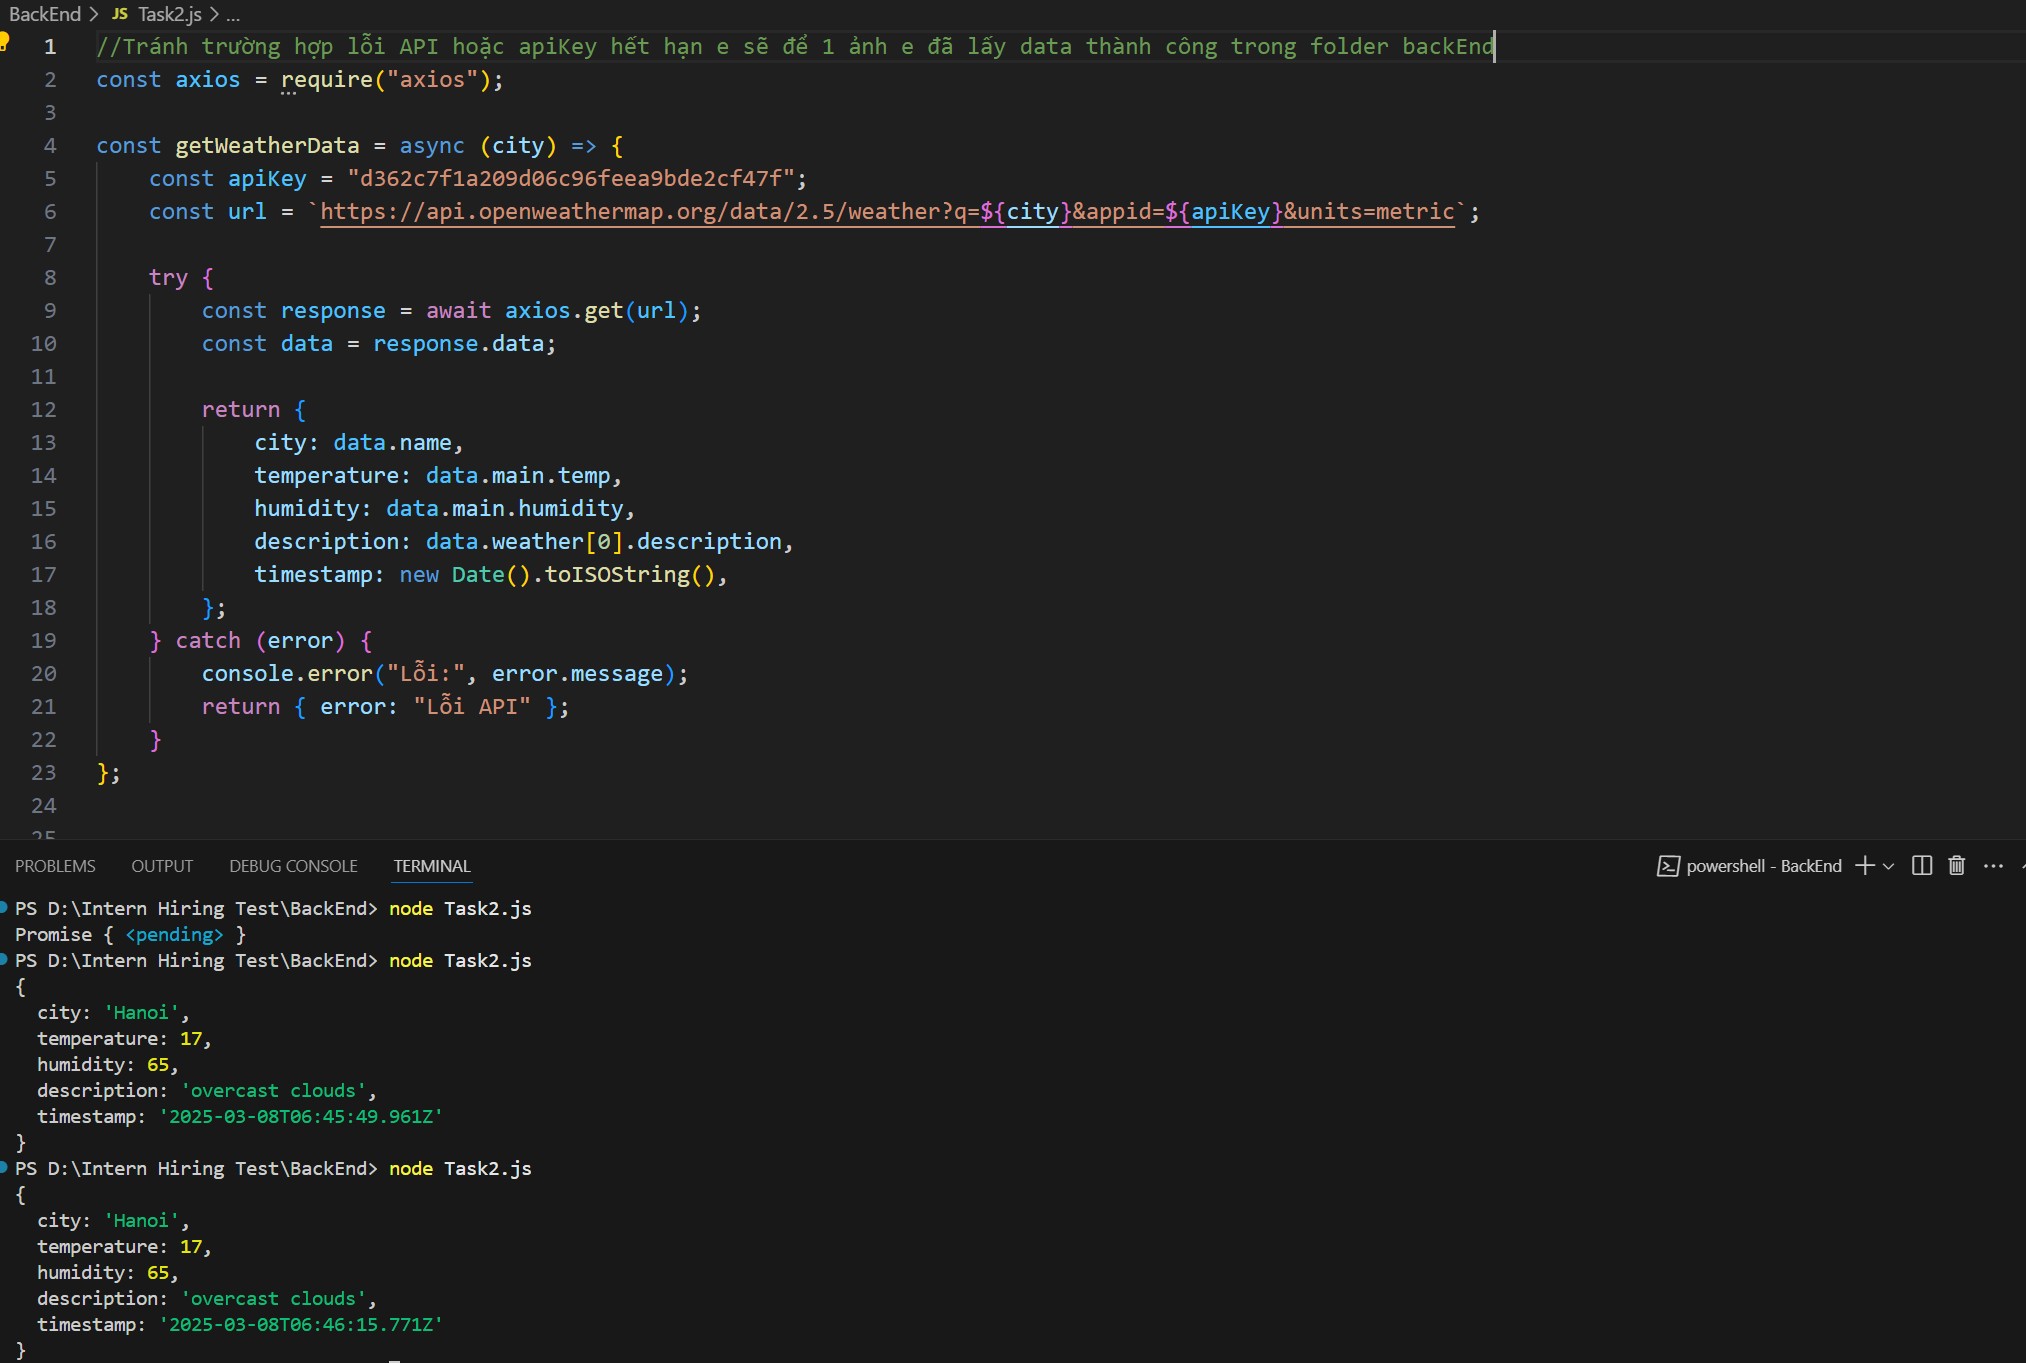 BackEnd > JS Task2.js > ...
1 //Tránh trường hợp lỗi API hoặc apiKey hết hạn e sẽ để 1 ảnh e đã lấy data thành công trong folder backEnd
2 const axios = require("axios");
3
4 const getWeatherData = async (city) => {
5 const apiKey = "d362c7f1a209d06c96feea9bde2cf47f";
6 const url = `https://api.openweathermap.org/data/2.5/weather?q=${city}&appid=${apiKey}&units=metric`;
7
8 try {
9 const response = await axios.get(url);
10 const data = response.data;
11
12 return {
13 city: data.name,
14 temperature: data.main.temp,
15 humidity: data.main.humidity,
16 description: data.weather[0].description,
17 timestamp: new Date().toISOString(),
18 };
19 } catch (error) {
20 console.error("Lỗi:", error.message);
21 return { error: "Lỗi API" };
22 }
23 };
24
25
PROBLEMS OUTPUT DEBUG CONSOLE TERMINAL powershell - BackEnd
PS D:\Intern Hiring Test\BackEnd> node Task2.js
Promise { <pending> }
PS D:\Intern Hiring Test\BackEnd> node Task2.js
{
city: 'Hanoi',
temperature: 17,
humidity: 65,
description: 'overcast clouds',
timestamp: '2025-03-08T06:45:49.961Z'
}
PS D:\Intern Hiring Test\BackEnd> node Task2.js
{
city: 'Hanoi',
temperature: 17,
humidity: 65,
description: 'overcast clouds',
timestamp: '2025-03-08T06:46:15.771Z'
}